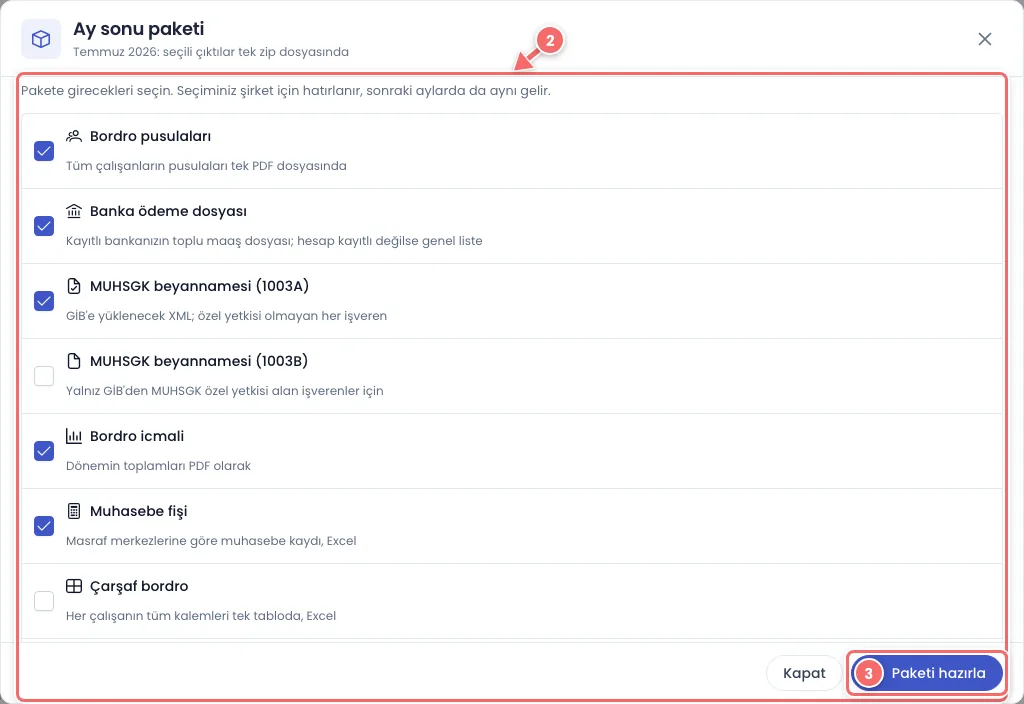 Ay sonu paketi
Temmuz 2026: seçili çıktılar tek zip dosyasında
2
Pakete girecekleri seçin. Seçiminiz şirket için hatırlanır, sonraki aylarda da aynı gelir.
Bordro pusulaları
Tüm çalışanların pusulaları tek PDF dosyasında
Banka ödeme dosyası
Kayıtlı bankanızın toplu maaş dosyası; hesap kayıtlı değilse genel liste
MUHSGK beyannamesi (1003A)
GİB'e yüklenecek XML; özel yetkisi olmayan her işveren
MUHSGK beyannamesi (1003B)
Yalnız GİB'den MUHSGK özel yetkisi alan işverenler için
Bordro icmali
Dönemin toplamları PDF olarak
Muhasebe fişi
Masraf merkezlerine göre muhasebe kaydı, Excel
Çarşaf bordro
Her çalışanın tüm kalemleri tek tabloda, Excel
Kapat
3 Paketi hazırla